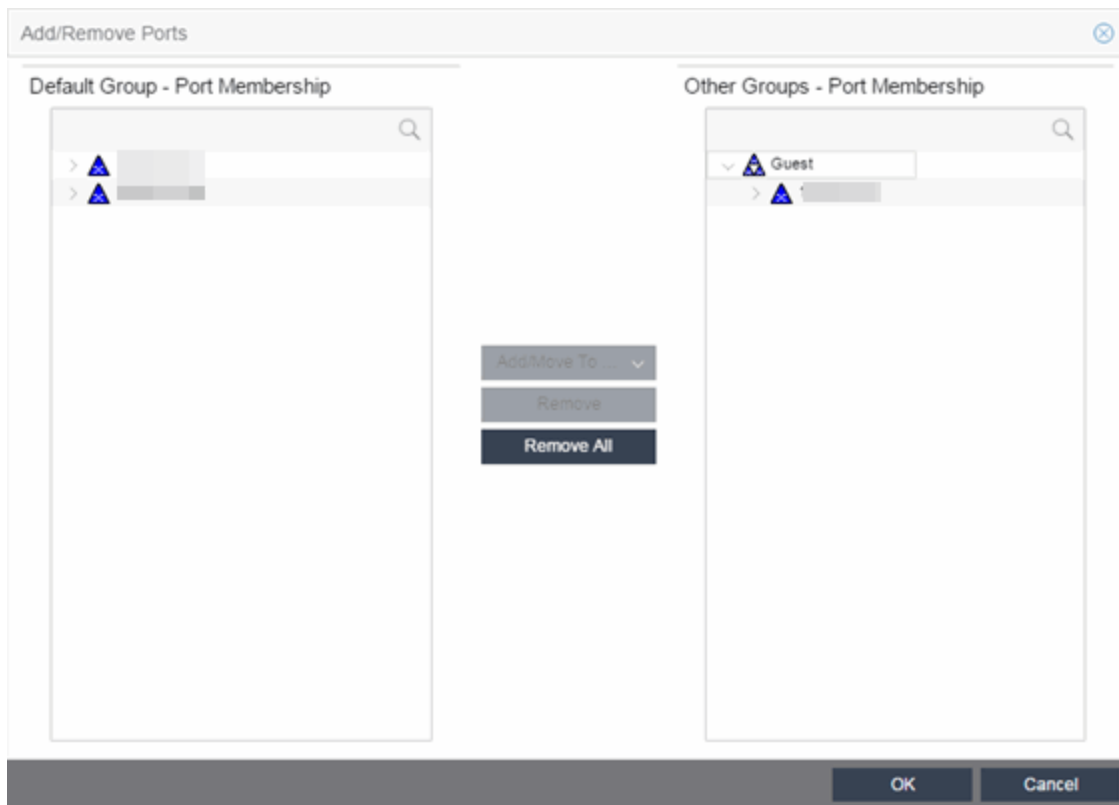 Add/Remove Ports
Default Group - Port Membership
Other Groups - Port Membership
Guest
Add/Move To ...
Remove
Remove All
OK
Cancel